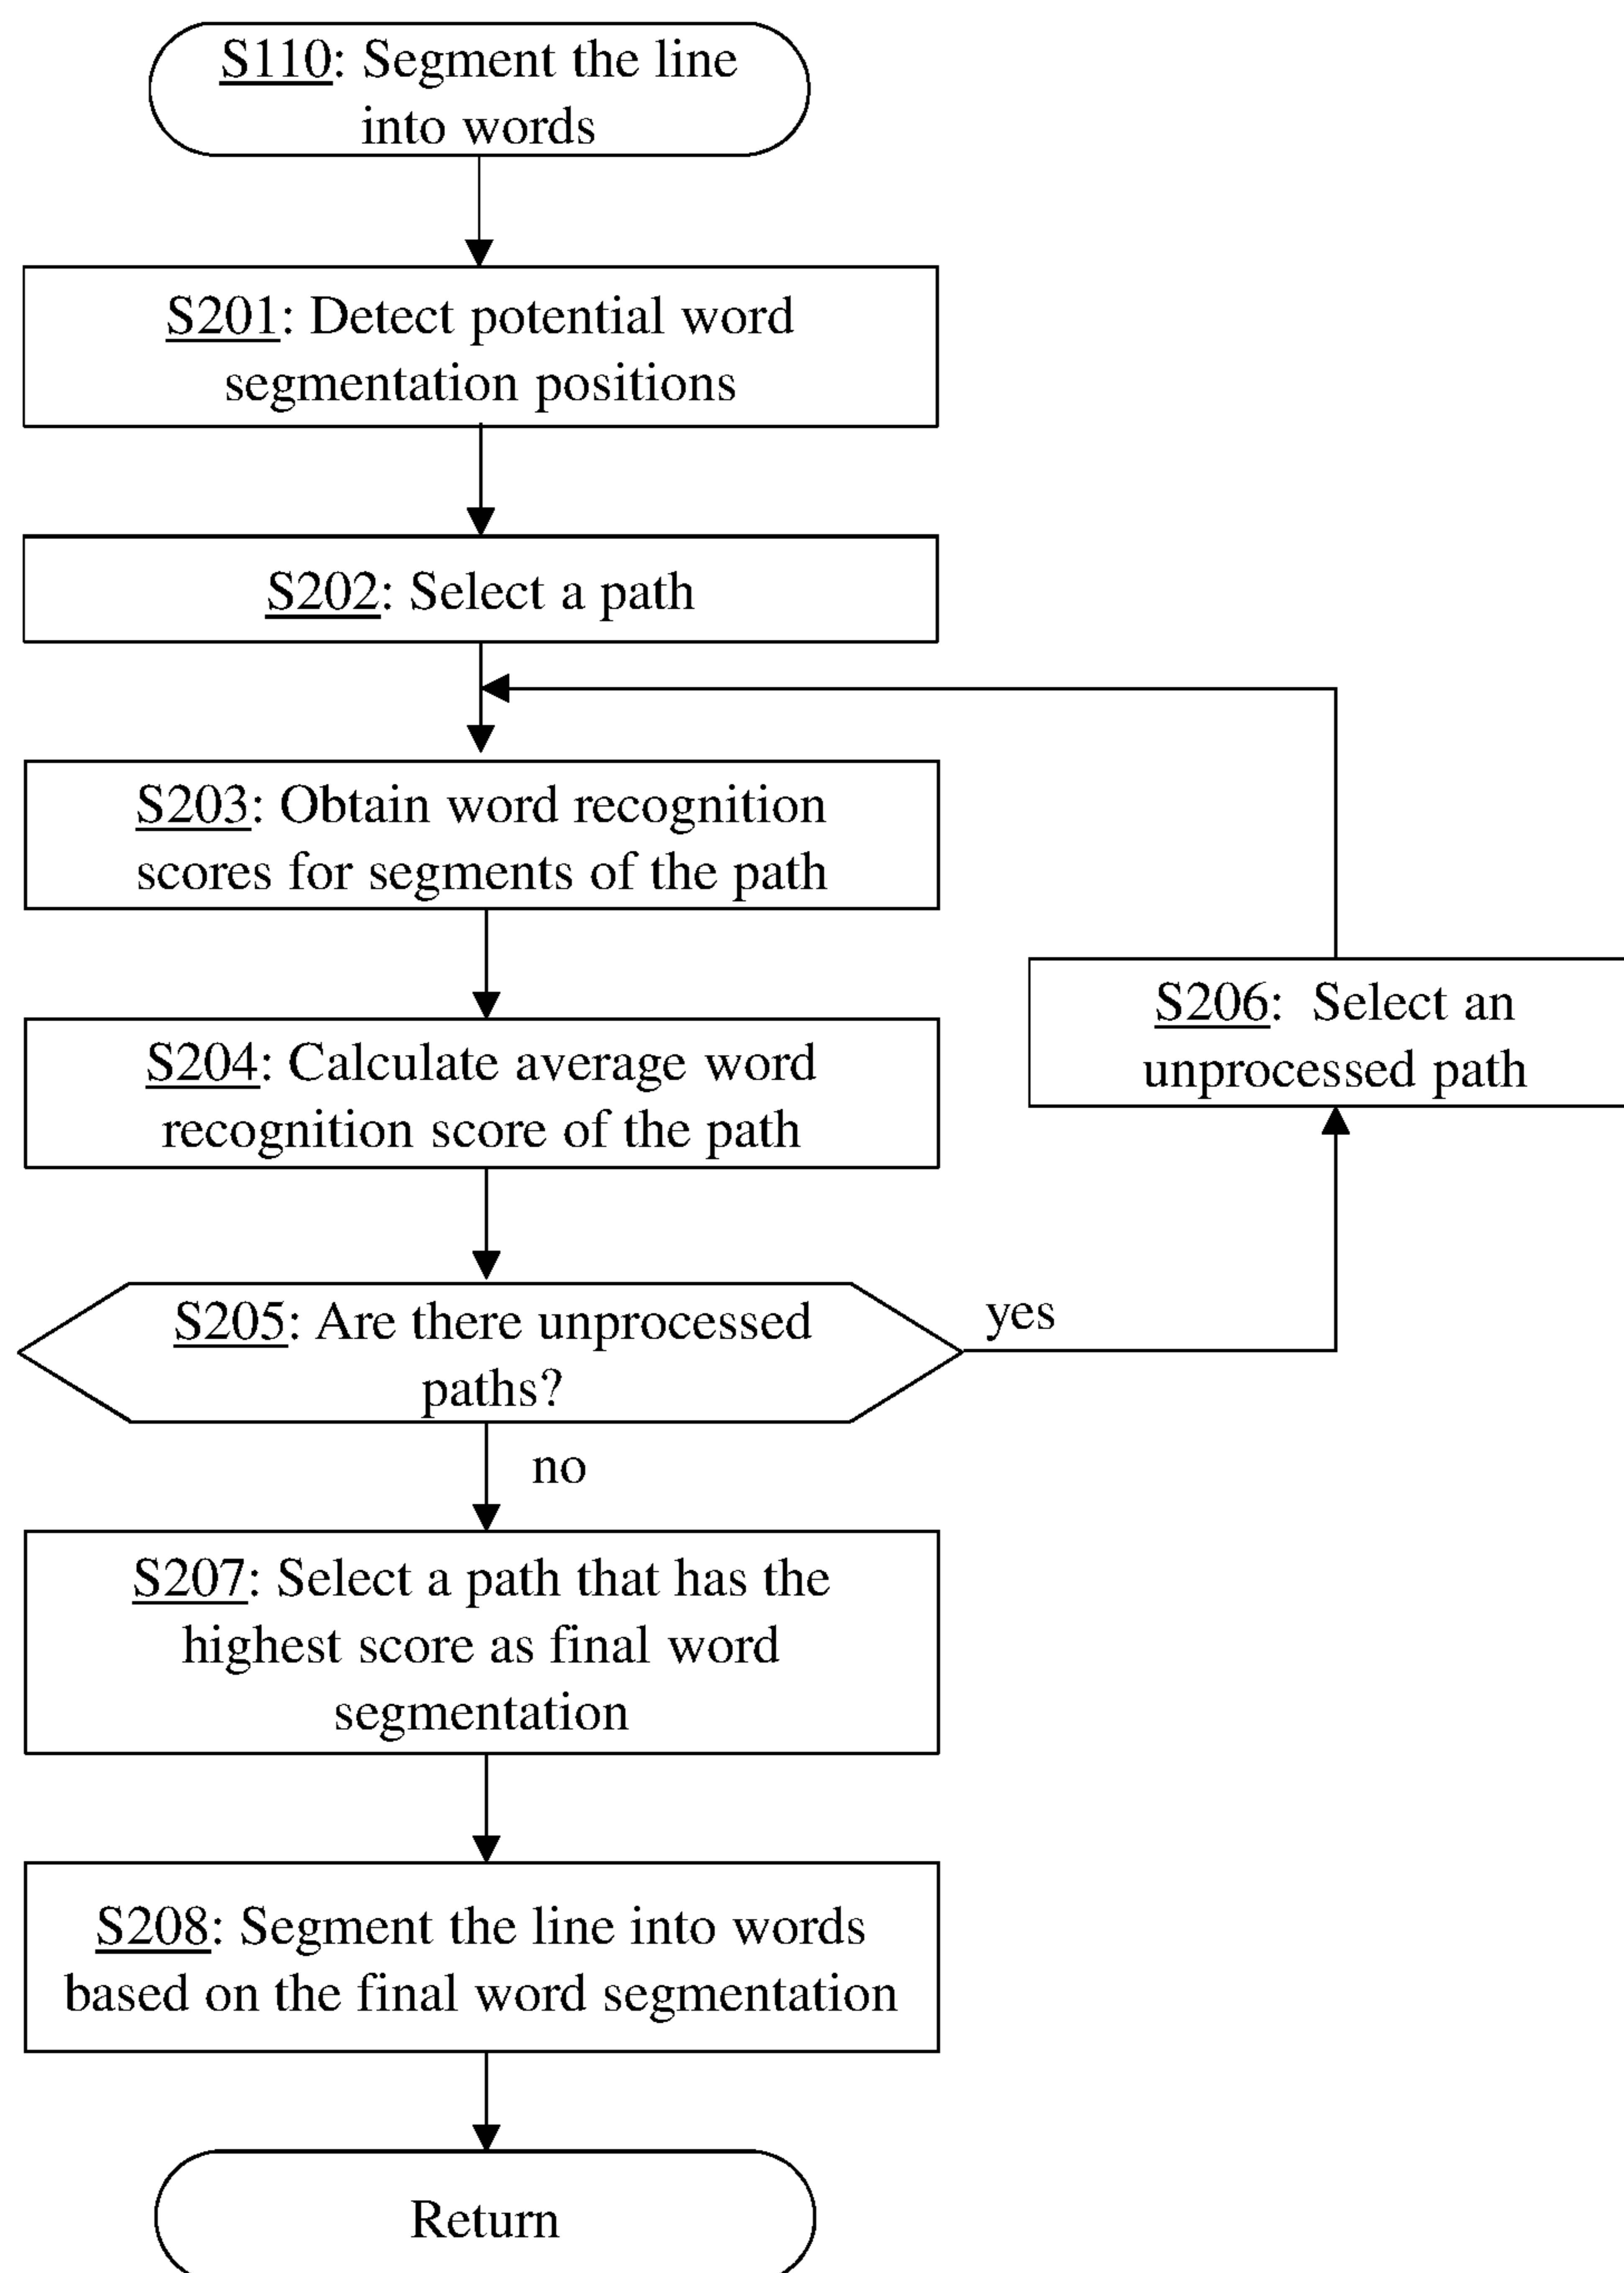 S110: Segment the line
into words
S201: Detect potential word
segmentation positions
S202: Select a path
S203: Obtain word recognition
scores for segments of the path
S204: Calculate average word
recognition score of the path
S206: Select an
unprocessed path
S205: Are there unprocessed
paths?
yes
no
S207: Select a path that has the
highest score as final word
segmentation
S208: Segment the line into words
based on the final word segmentation
Return